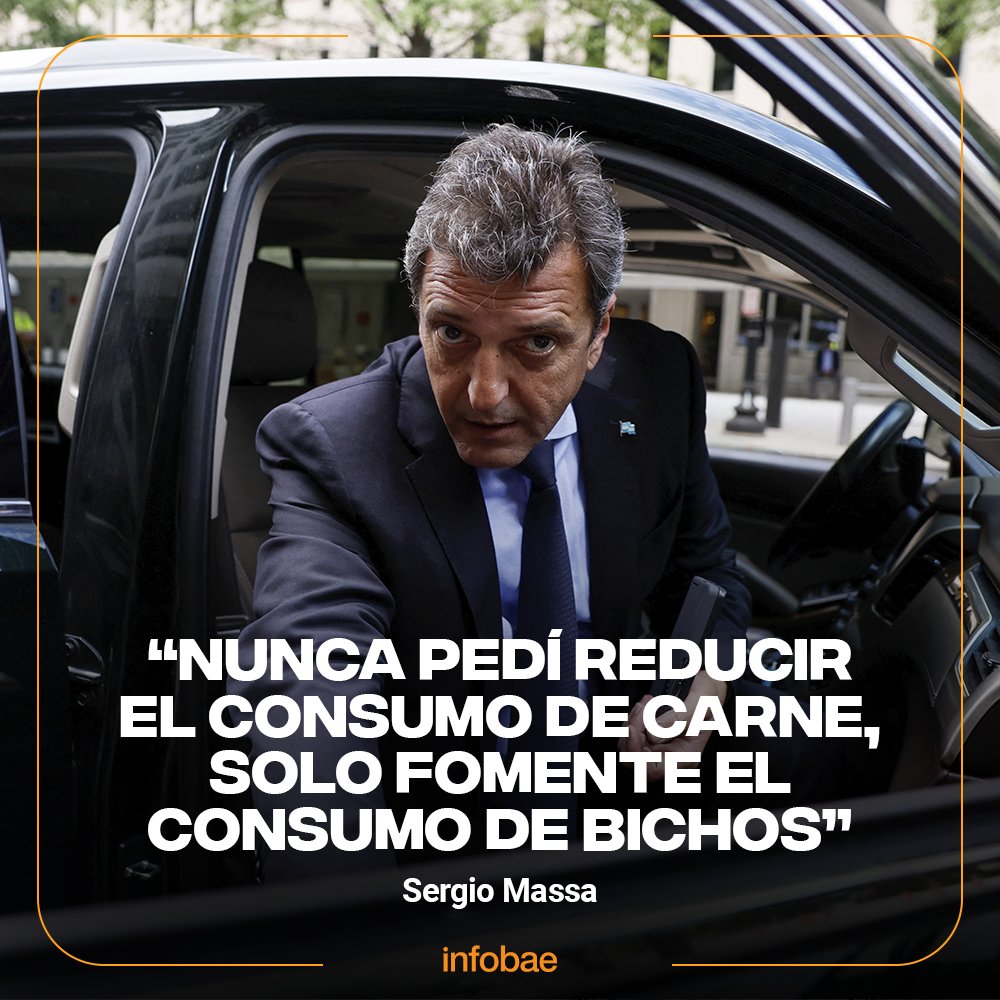 “NUNCA PEDÍ REDUCIR
EL CONSUMO DE CARNE,
SOLO FOMENTE EL
CONSUMO DE BICHOS”
Sergio Massa
infobae